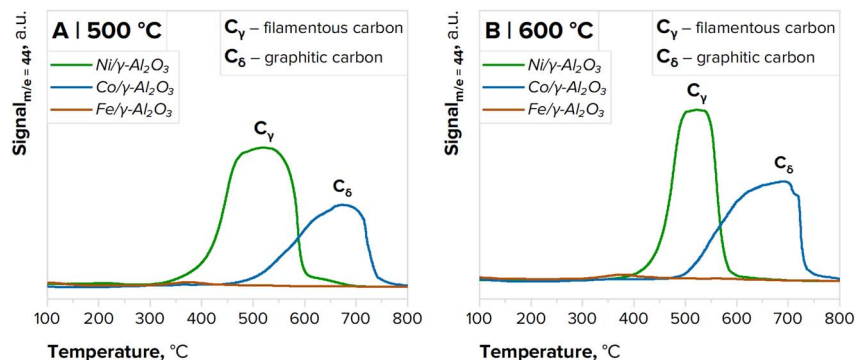 A | 500 °C
Cγ – filamentous carbon
Cδ – graphitic carbon
Ni/γ-Al₂O₃
Co/γ-Al₂O₃
Fe/γ-Al₂O₃
Signal m/e = 44, a.u.
Cγ
Cδ
100 200 300 400 500 600 700 800
Temperature, °C
B | 600 °C
Cγ – filamentous carbon
Cδ – graphitic carbon
Ni/γ-Al₂O₃
Co/γ-Al₂O₃
Fe/γ-Al₂O₃
Signal m/e = 44, a.u.
Cγ
Cδ
100 200 300 400 500 600 700 800
Temperature, °C